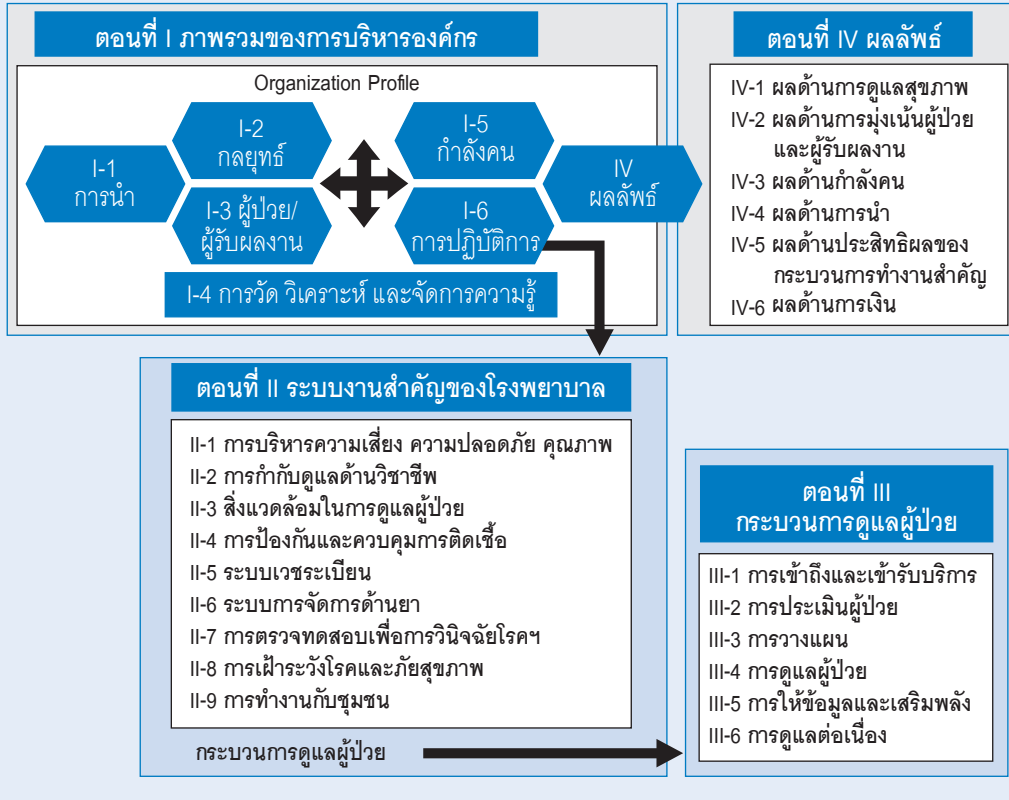 ตอนที่ I ภาพรวมของการบริหารองค์กร
Organization Profile
I-1
การนำ
I-2
กลยุทธ์
I-3 ผู้ป่วย/
ผู้รับผลงาน
I-5
กำลังคน
I-6
การปฏิบัติการ
IV
ผลลัพธ์
I-4 การวัด วิเคราะห์ และจัดการความรู้
ตอนที่ IV ผลลัพธ์
IV-1 ผลด้านการดูแลสุขภาพ
IV-2 ผลด้านการมุ่งเน้นผู้ป่วย
และผู้รับผลงาน
IV-3 ผลด้านกำลังคน
IV-4 ผลด้านการนำ
IV-5 ผลด้านประสิทธิผลของ
กระบวนการทำงานสำคัญ
IV-6 ผลด้านการเงิน
ตอนที่ II ระบบงานสำคัญของโรงพยาบาล
II-1 การบริหารความเสี่ยง ความปลอดภัย คุณภาพ
II-2 การกำกับดูแลด้านวิชาชีพ
II-3 สิ่งแวดล้อมในการดูแลผู้ป่วย
II-4 การป้องกันและควบคุมการติดเชื้อ
II-5 ระบบเวชระเบียน
II-6 ระบบการจัดการด้านยา
II-7 การตรวจทดสอบเพื่อการวินิจฉัยโรคฯ
II-8 การเฝ้าระวังโรคและภัยสุขภาพ
II-9 การทำงานกับชุมชน
กระบวนการดูแลผู้ป่วย
ตอนที่ III
กระบวนการดูแลผู้ป่วย
III-1 การเข้าถึงและเข้ารับบริการ
III-2 การประเมินผู้ป่วย
III-3 การวางแผน
III-4 การดูแลผู้ป่วย
III-5 การให้ข้อมูลและเสริมพลัง
III-6 การดูแลต่อเนื่อง